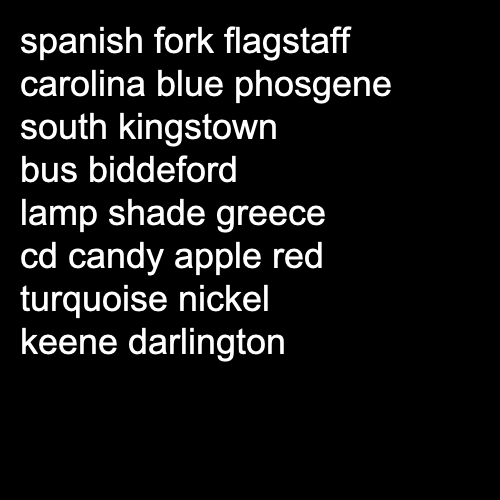 spanish fork flagstaff
carolina blue phosgene
south kingstown
bus biddeford
lamp shade greece
cd candy apple red
turquoise nickel
keene darlington